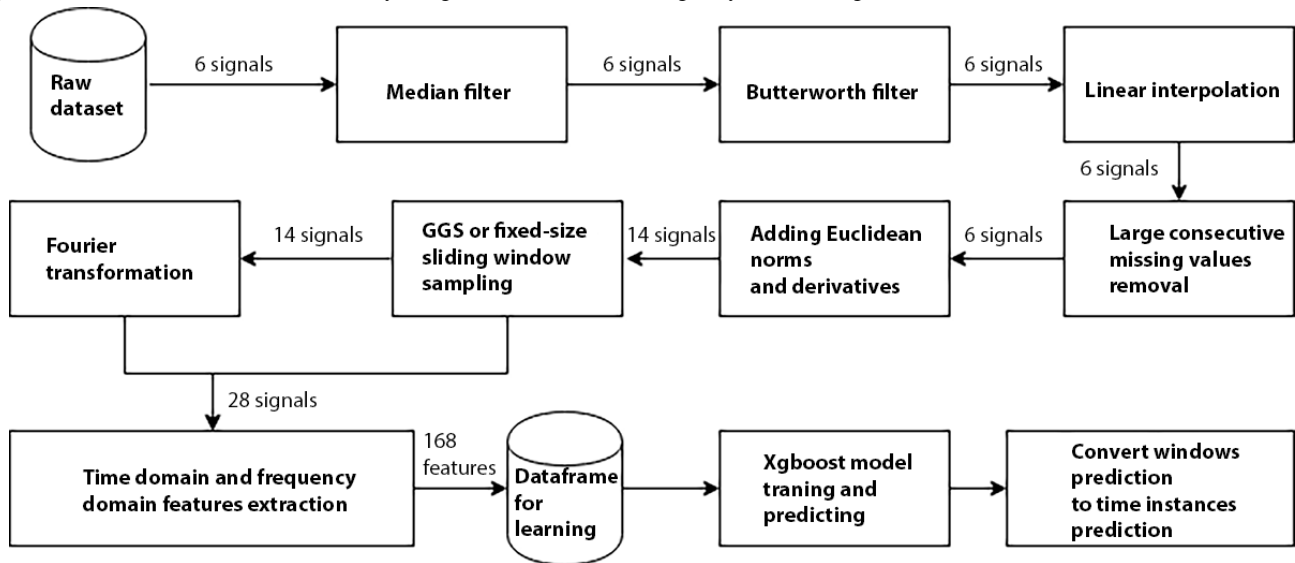 Raw
dataset
6 signals
Median filter
6 signals
Butterworth filter
6 signals
Linear interpolation
6 signals
Fourier
transformation
14 signals
GGS or fixed-size
sliding window
sampling
14 signals
Adding Euclidean
norms
and derivatives
6 signals
Large consecutive
missing values
removal
28 signals
Time domain and frequency
domain features extraction
168
features
Dataframe
for
learning
Xgboost model
traning and
predicting
Convert windows
prediction
to time instances
prediction